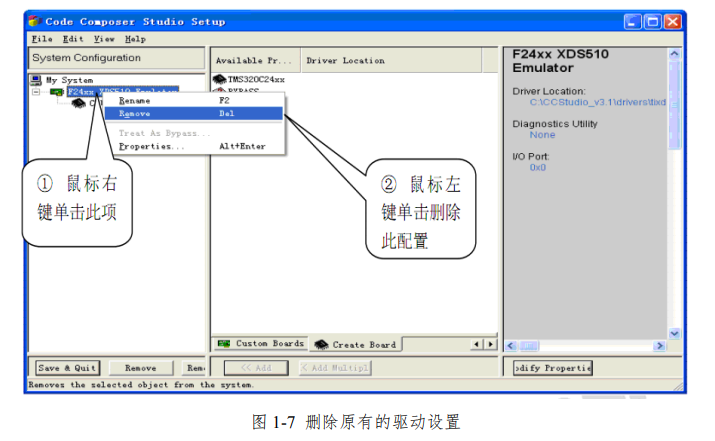 Code Composer Studio Setup
File Edit View Help
System Configuration
My System
F24xx XDS510 Emulator
Rename F2
Remove Del
Treat As Bypass...
Properties... Alt+Enter
① 鼠标右
键单击此项
Available Pr... Driver Location
TMS320C24xx
BYPASS
② 鼠标左
键单击删除
此配置
Custom Boards Create Board
F24xx XDS510
Emulator
Driver Location:
C:\CCStudio_v3.1\drivers\tixd
Diagnostics Utility
None
I/O Port:
0x0
Save & Quit Remove Rem
<< Add < Add Multipl
odify Propertie
Removes the selected object from the system.
图 1-7 删除原有的驱动设置